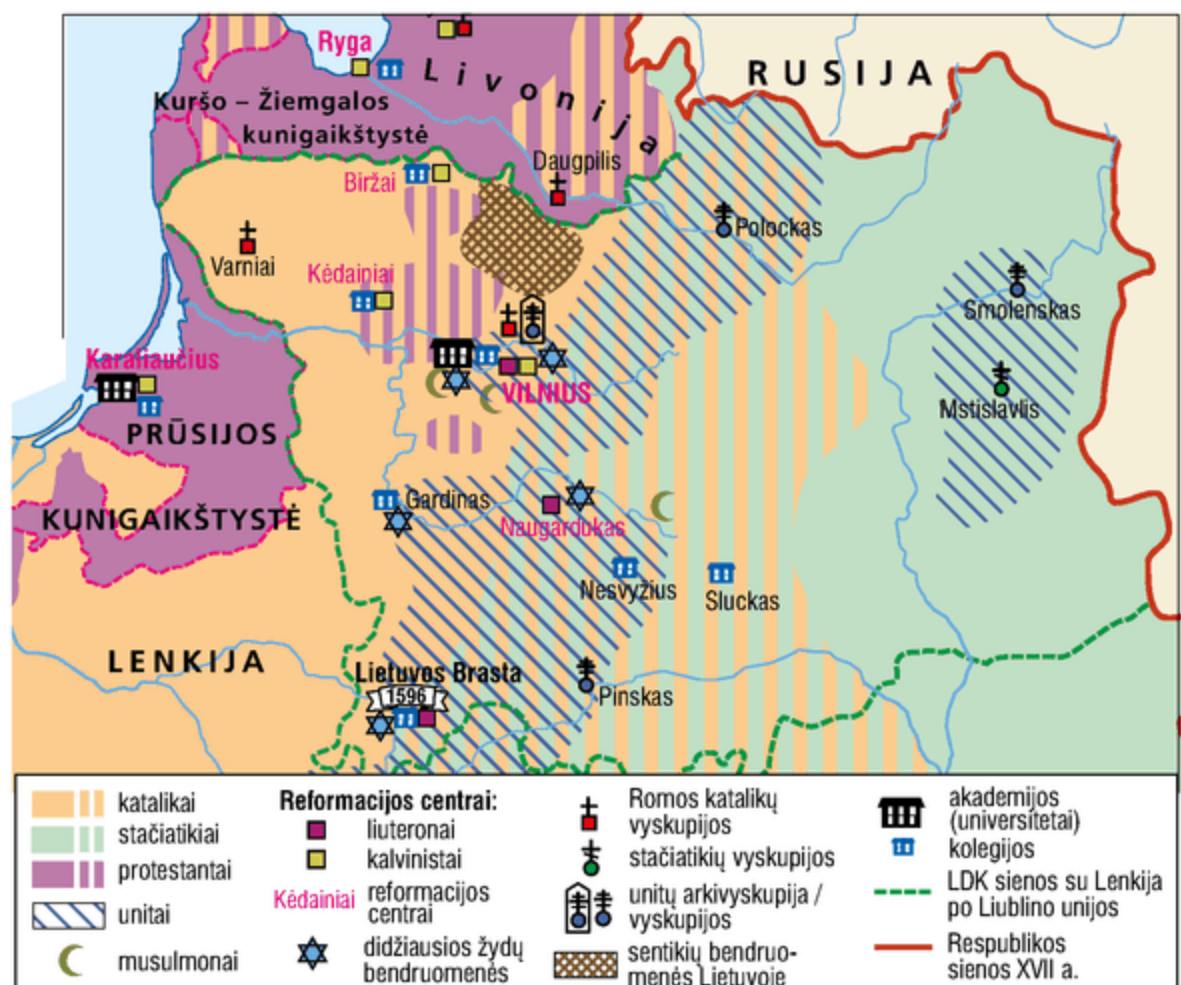 Ryga
Livonija
RUSIJA
Kuršo – Žiemgalos
kunigaikštystė
Daugpilis
Biržai
Polockas
Varniai
Kėdainiai
Smolenskas
Karaliaučius
VILNIUS
Mstislavlis
PRŪSIJOS
Gardinas
KUNIGAIKŠTYSTĖ
Naugardukas
Nesvyžius
Sluckas
LENKIJA
Lietuvos Brasta
1596
Pinskas
katalikai
stačiatikiai
protestantai
unitai
musulmonai
Reformacijos centrai:
liuteronai
kalvinistai
Kėdainiai
reformacijos
centrai
didžiausios žydų
bendruomenės
Romos katalikų
vyskupijos
stačiatikių vyskupijos
unitų arkivyskupija /
vyskupijos
sentikių bendruo-
menės Lietuvoje
akademijos
(universitetai)
kolegijos
LDK sienos su Lenkija
po Liublino unijos
Respublikos
sienos XVII a.